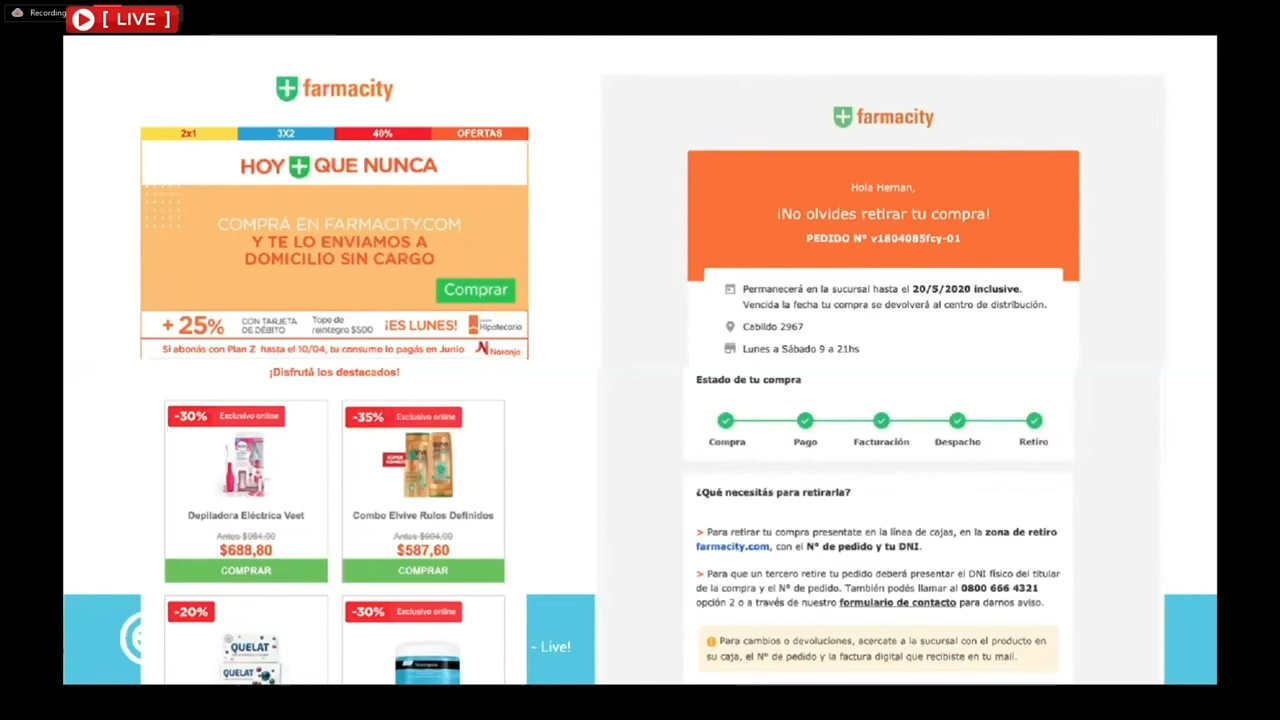 Recording
[ LIVE ]
farmacity
2x1 3X2 40% OFERTAS
HOY QUE NUNCA
COMPRÁ EN FARMACITY.COM
Y TE LO ENVIAMOS A
DOMICILIO SIN CARGO
Comprar
+ 25% CON TARJETA DE DÉBITO Tope de reintegro $500 ¡ES LUNES! Hipotecario
Si abonás con Plan Z hasta el 10/04, tu consumo lo pagás en Junio Naranja
¡Disfrutá los destacados!
-30% Exclusivo online
Depiladora Eléctrica Veet
Antes $984,00
$688,80
COMPRAR
-35% Exclusivo online
SUPER COMBO
Combo Elvive Rulos Definidos
Antes $904,00
$587,60
COMPRAR
-20%
QUELAT
QUELAT
-30% Exclusivo online
Neutrogena
- Live!
farmacity
Hola Hernan,
¡No olvides retirar tu compra!
PEDIDO Nº v1804085fcy-01
Permanecerá en la sucursal hasta el 20/5/2020 inclusive.
Vencida la fecha tu compra se devolverá al centro de distribución.
Cabildo 2967
Lunes a Sábado 9 a 21hs
Estado de tu compra
Compra Pago Facturación Despacho Retiro
¿Qué necesitás para retirarla?
> Para retirar tu compra presentate en la línea de cajas, en la zona de retiro
farmacity.com, con el Nº de pedido y tu DNI.
> Para que un tercero retire tu pedido deberá presentar el DNI físico del titular
de la compra y el Nº de pedido. También podés llamar al 0800 666 4321
opción 2 o a través de nuestro formulario de contacto para darnos aviso.
Para cambios o devoluciones, acercate a la sucursal con el producto en
su caja, el Nº de pedido y la factura digital que recibiste en tu mail.